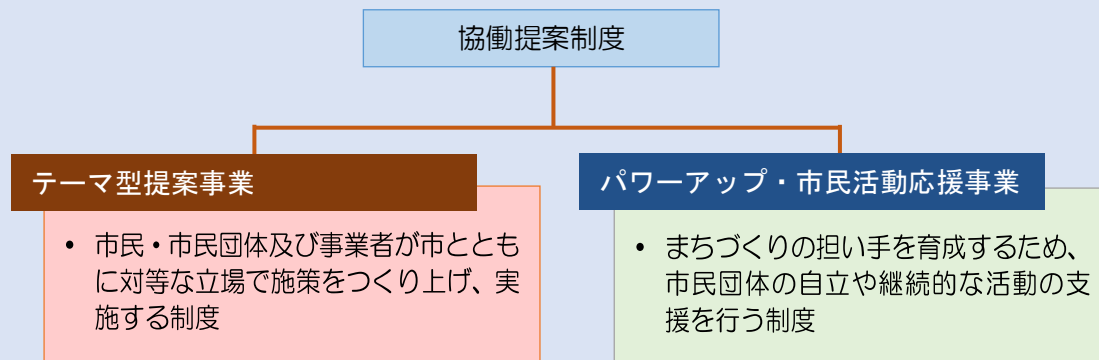 協働提案制度
テーマ型提案事業
• 市民・市民団体及び事業者が市ととも
に対等な立場で施策をつくり上げ、実
施する制度
パワーアップ・市民活動応援事業
• まちづくりの担い手を育成するため、
市民団体の自立や継続的な活動の支
援を行う制度